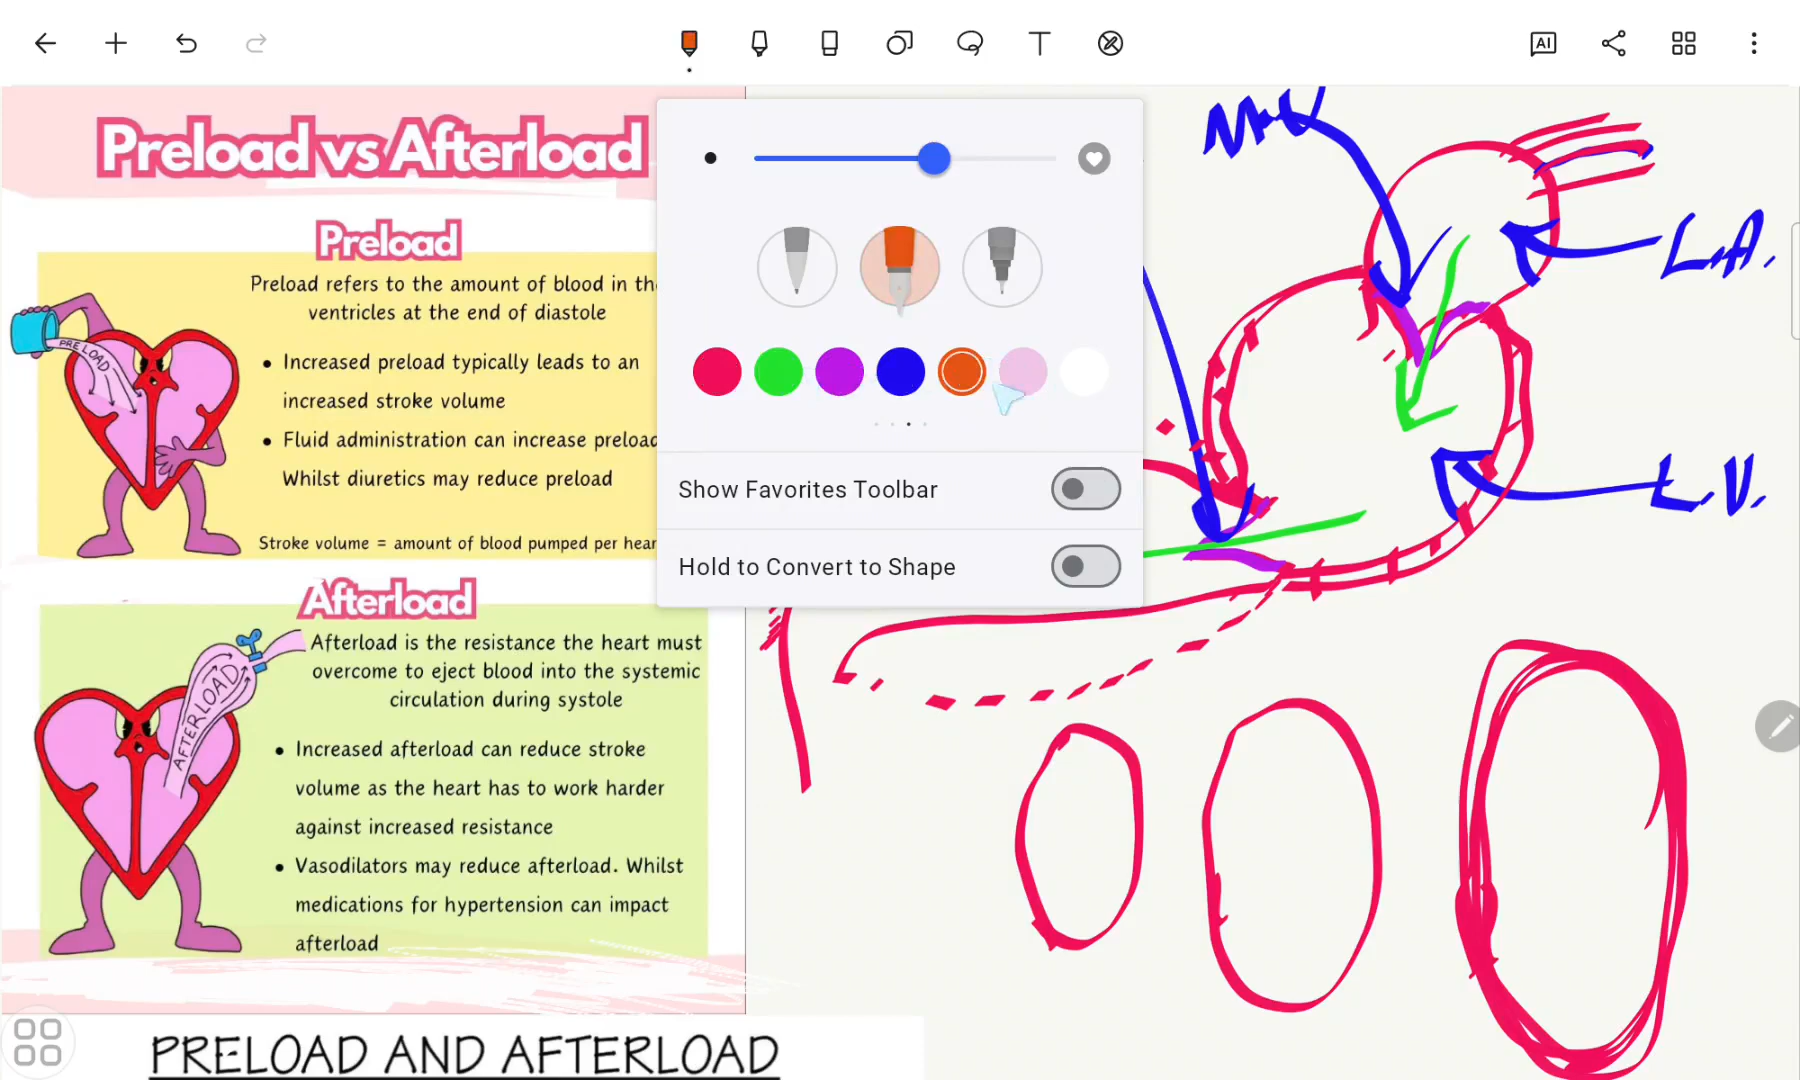 AI
Preload vs Afterload
Preload
Preload refers to the amount of blood in the
ventricles at the end of diastole
Increased preload typically leads to an
increased stroke volume
Fluid administration can increase preload
Whilst diuretics may reduce preload
Stroke volume = amount of blood pumped per hear
PRELOAD
Afterload
Afterload is the resistance the heart must
overcome to eject blood into the systemic
circulation during systole
Increased afterload can reduce stroke
volume as the heart has to work harder
against increased resistance
Vasodilators may reduce afterload. Whilst
medications for hypertension can impact
afterload
AFTERLOAD
PRELOAD AND AFTERLOAD
Show Favorites Toolbar
Hold to Convert to Shape
L.A.
L.V.